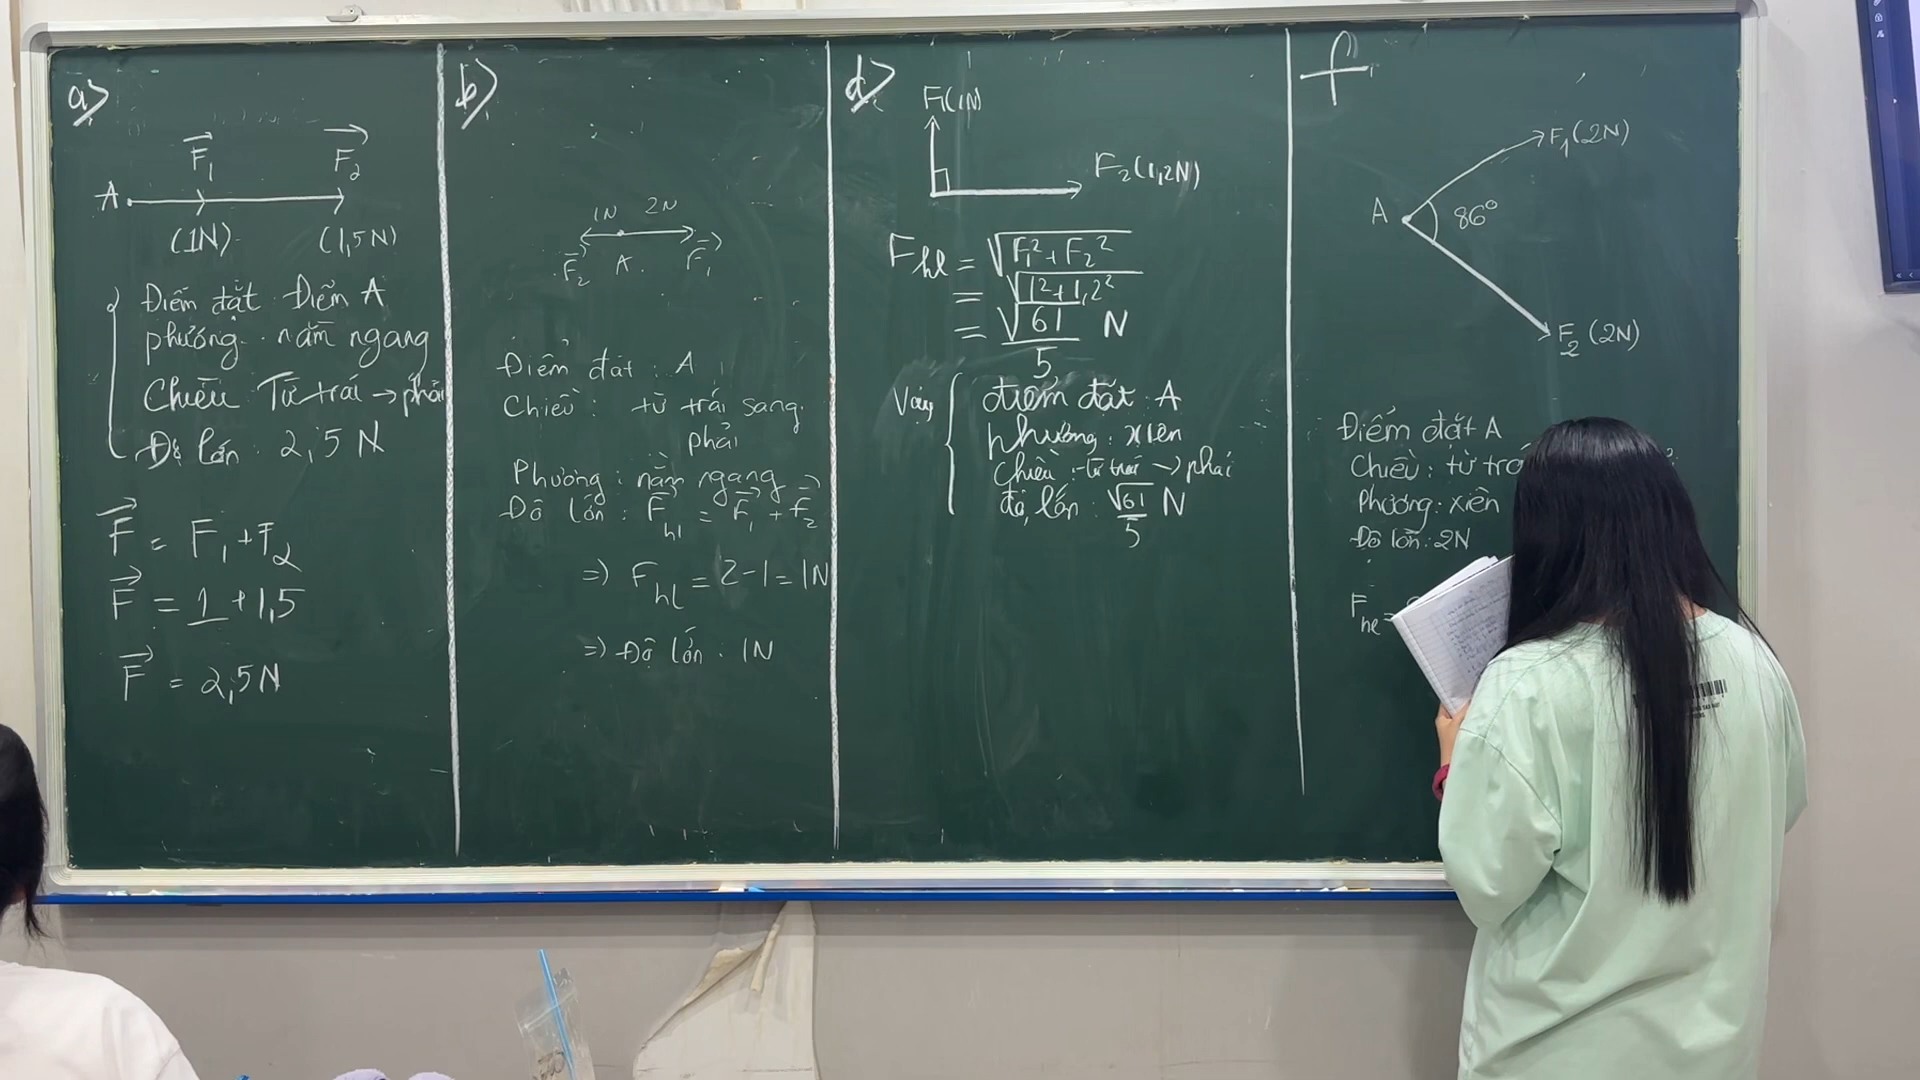 a)
F₁ F₂
A
(1N) (1,5N)
Điểm đặt: Điểm A
phương: nằm ngang
Chiều: Từ trái → phải
Độ lớn: 2,5 N
F = F₁ + F₂
F = 1 + 1,5
F = 2,5N
b)
1N 2N
F₂ A F₁
Điểm đặt: A
Chiều: từ trái sang
phải
Phương: nằm ngang
Độ lớn: Fhl = F₁ + F₂
=> Fhl = 2-1 = 1N
=> Độ lớn: 1N
d)
F₁(1N)
F₂(1,2N)
Fhl = √F₁² + F₂²
= √1² + 1,2²
= √61/5 N
Vậy
điểm đặt: A
phương: xiên
chiều: từ trái → phải
độ lớn: √61/5 N
f
F₁(2N)
A 86°
F₂(2N)
Điểm đặt A
Chiều: từ
Phương: xiên
Độ lớn: 2N
Fhl =